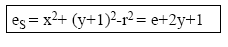 eₛ = x²+ (y+1)²-r² = e+2y+1